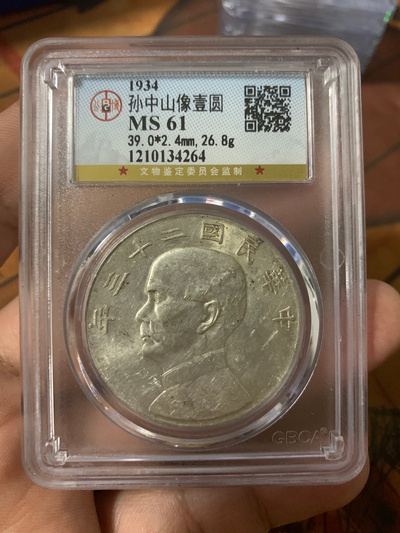 1934
孙中山像壹圆
MS 61
39.0*2.4mm,26.8g
1210134264
★ 文物鉴定委员会监制 ★
年三十二國民華中
GBCA®